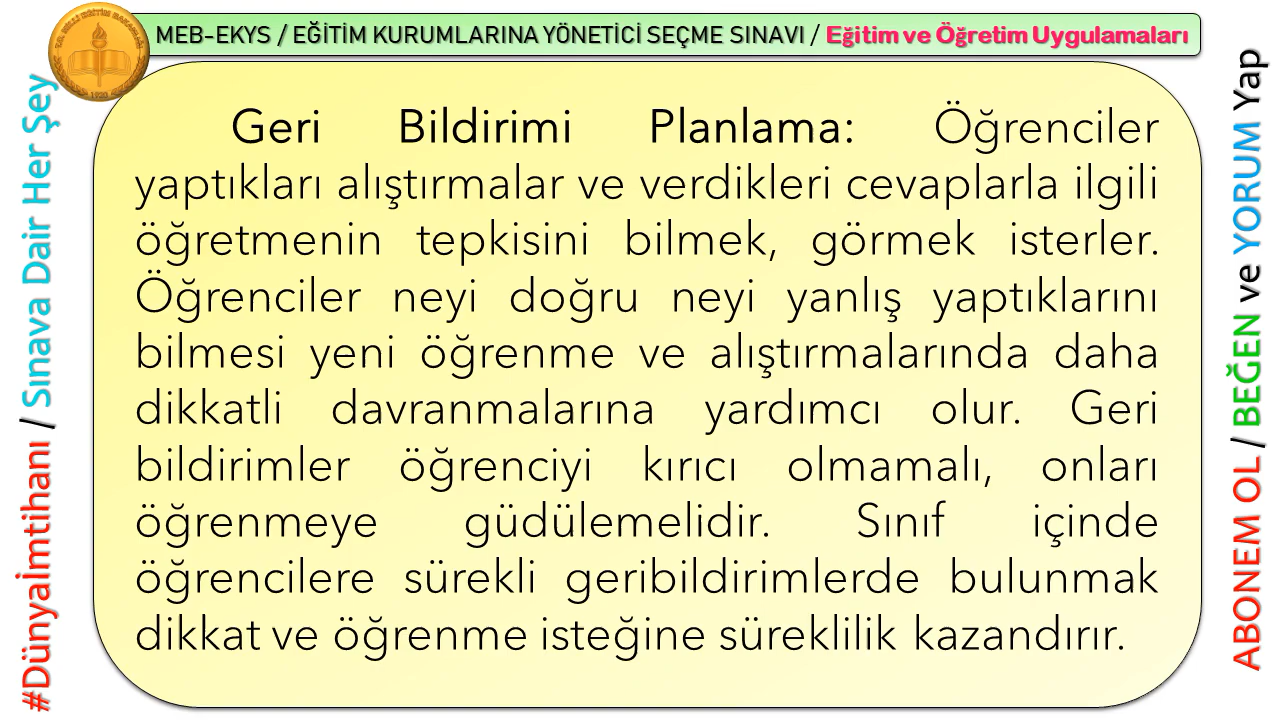 MEB-EKYS / EĞİTİM KURUMLARINA YÖNETİCİ SEÇME SINAVI / Eğitim ve Öğretim Uygulamaları
Geri Bildirimi Planlama: Öğrenciler
yaptıkları alıştırmalar ve verdikleri cevaplarla ilgili
öğretmenin tepkisini bilmek, görmek isterler.
Öğrenciler neyi doğru neyi yanlış yaptıklarını
bilmesi yeni öğrenme ve alıştırmalarında daha
dikkatli davranmalarına yardımcı olur. Geri
bildirimler öğrenciyi kırıcı olmamalı, onları
öğrenmeye güdülemelidir. Sınıf içinde
öğrencilere sürekli geribildirimlerde bulunmak
dikkat ve öğrenme isteğine süreklilik kazandırır.
#Dünyaİmtihanı / Sınava Dair Her Şey
ABONEM OL / BEĞEN ve YORUM Yap